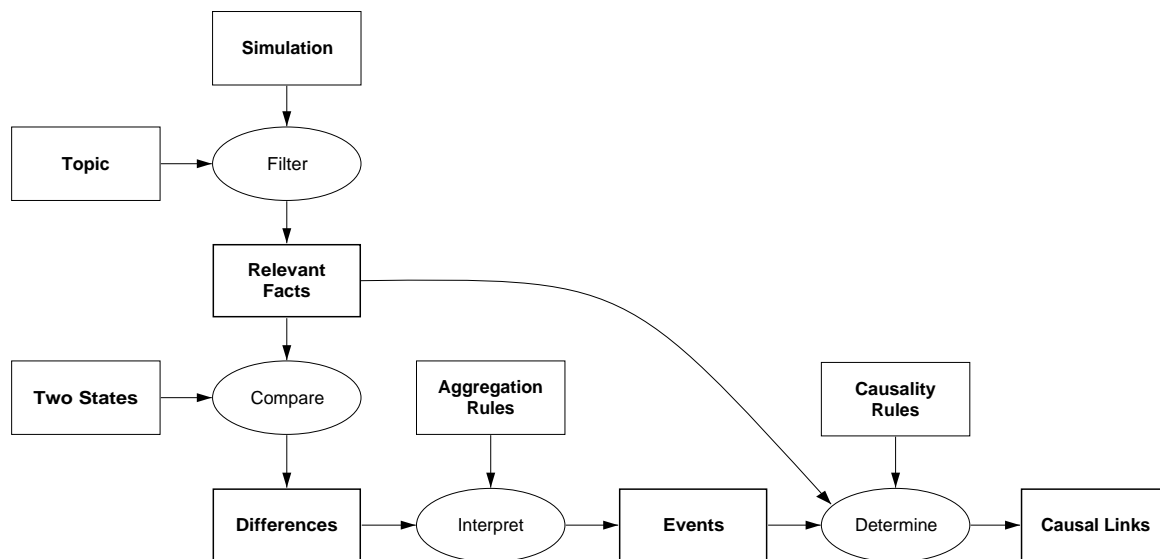 Simulation
Topic
Filter
Relevant
Facts
Two States
Compare
Aggregation
Rules
Causality
Rules
Differences
Interpret
Events
Determine
Causal Links